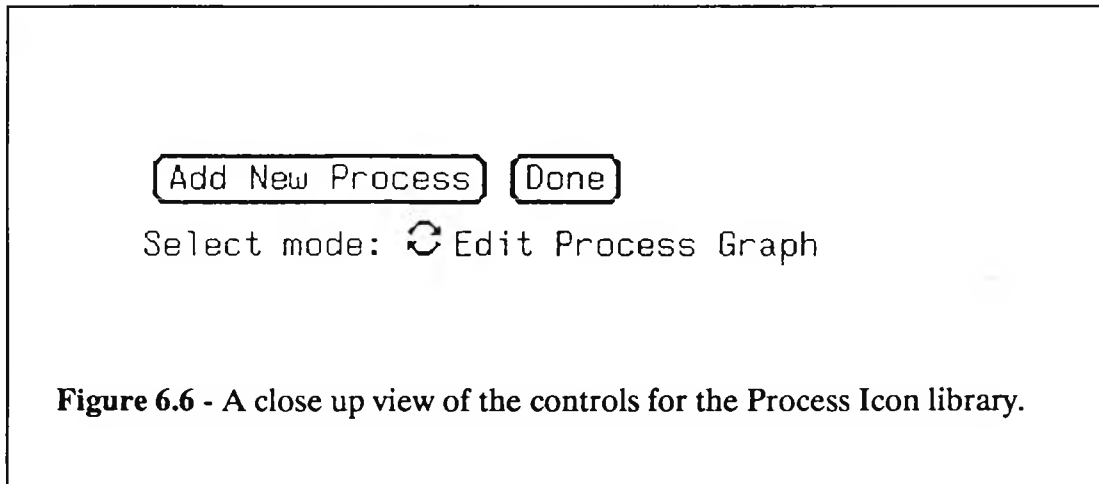 Add New Process Done
Select mode: Edit Process Graph
Figure 6.6 - A close up view of the controls for the Process Icon library.